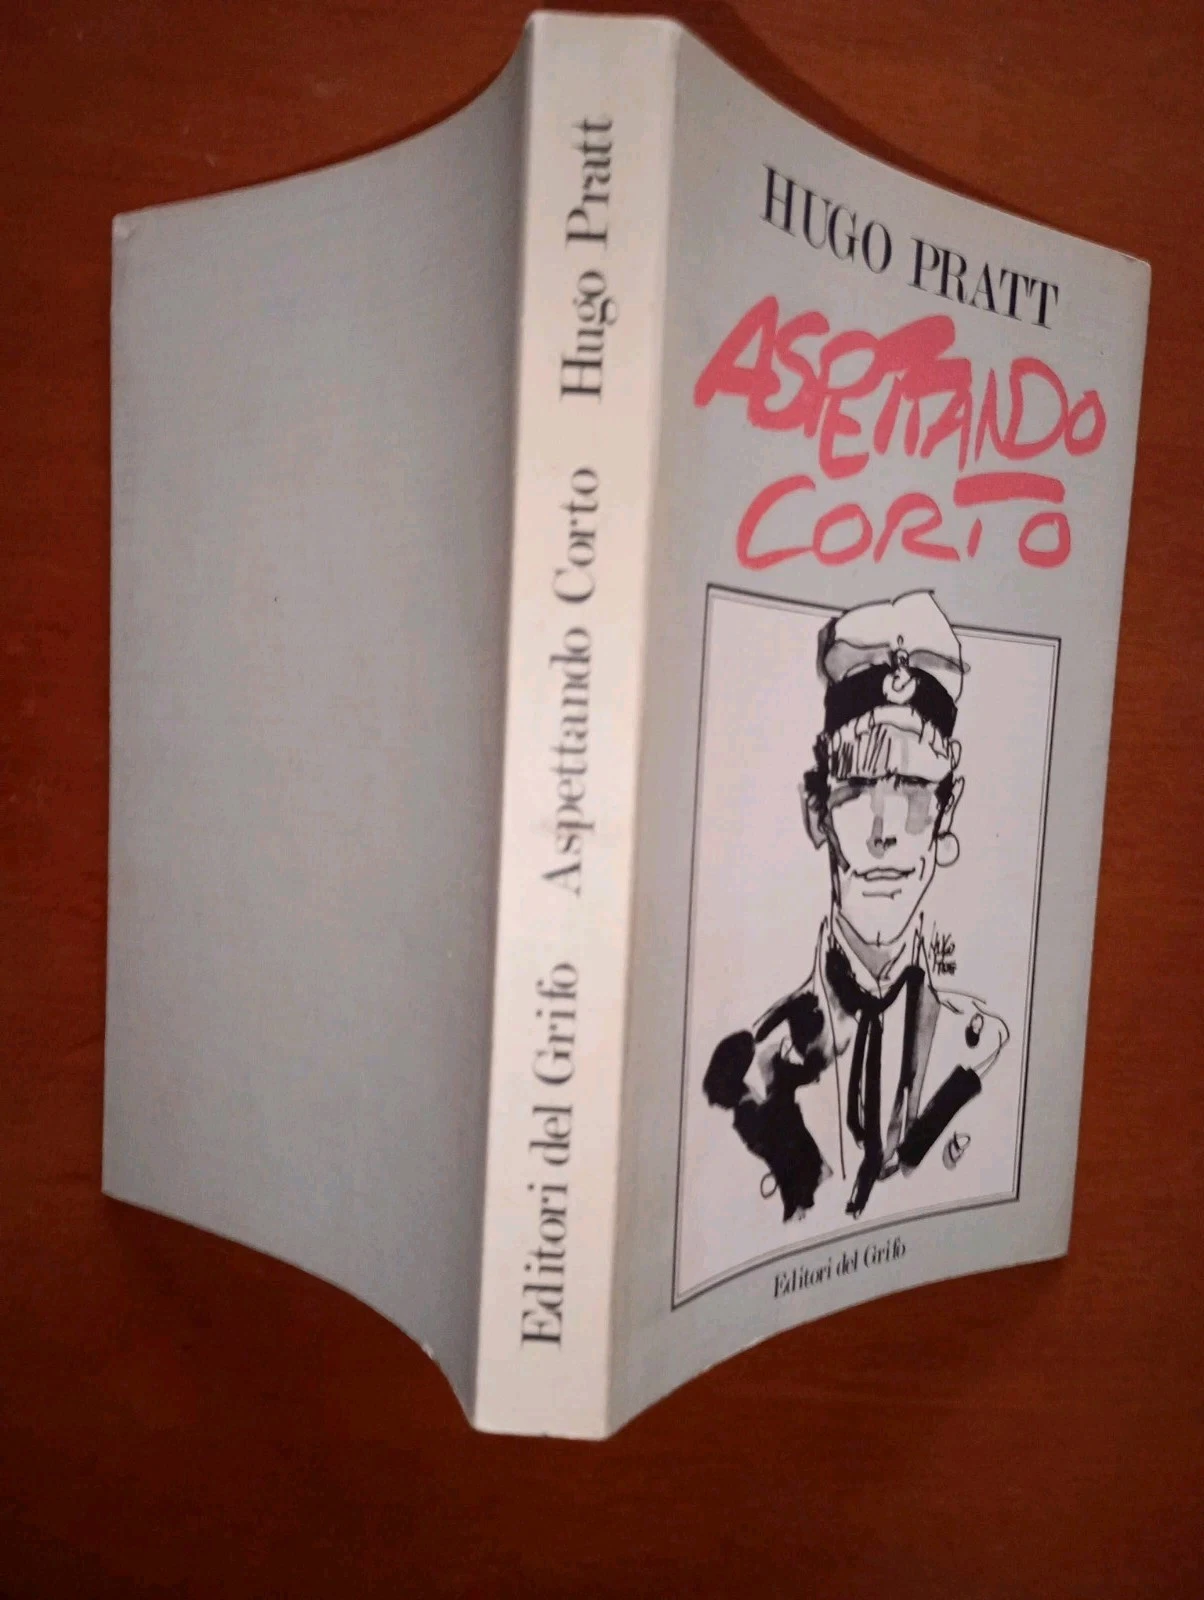 HUGO PRATT
ASPETTANDO
CORTO
Editori del Grifo
Editori del Grifo Aspettando Corto Hugo Pratt